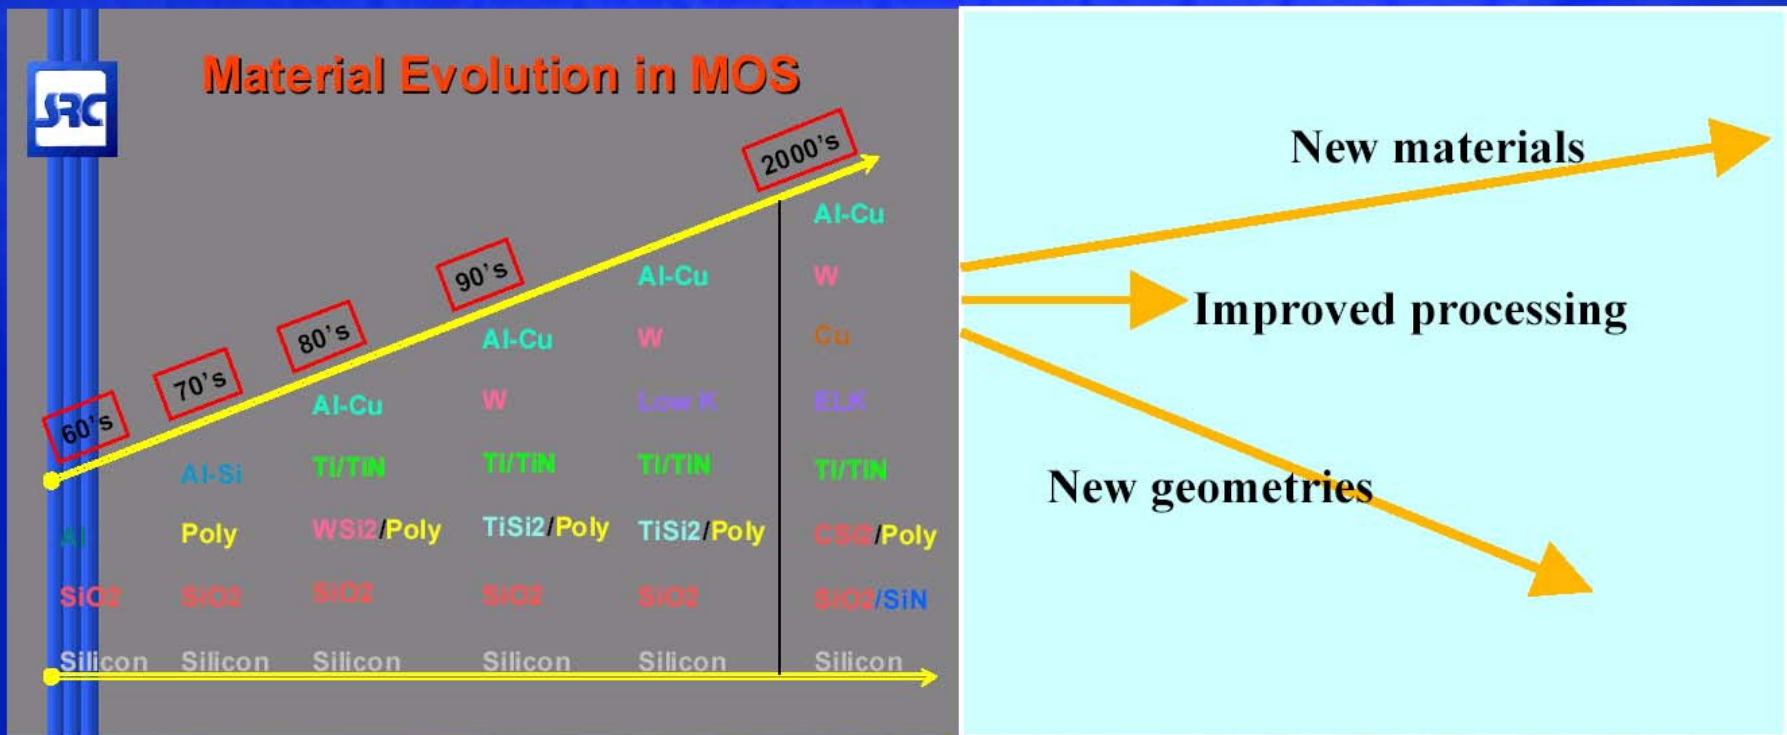 Material Evolution in MOS
SRC
60's
70's
80's
90's
2000's
Al
SiO2
Silicon
Al-Si
Poly
SiO2
Silicon
Al-Cu
Ti/TiN
WSi2/Poly
SiO2
Silicon
Al-Cu
W
Ti/TiN
TiSi2/Poly
SiO2
Silicon
Al-Cu
W
Low K
Ti/TiN
TiSi2/Poly
SiO2
Silicon
Al-Cu
W
Cu
ELK
Ti/TiN
CSi2/Poly
SiO2/SiN
Silicon
New materials
Improved processing
New geometries